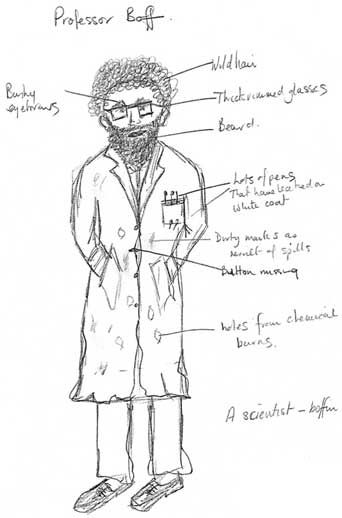 Professor Boff.
Wild hair
Bushy
eyebrows
Thick rimmed glasses
Beard.
Lots of pens
That have leaked on
white coat
Dirty marks as
result of spills
Button missing
holes from chemical
burns.
A scientist - boffin